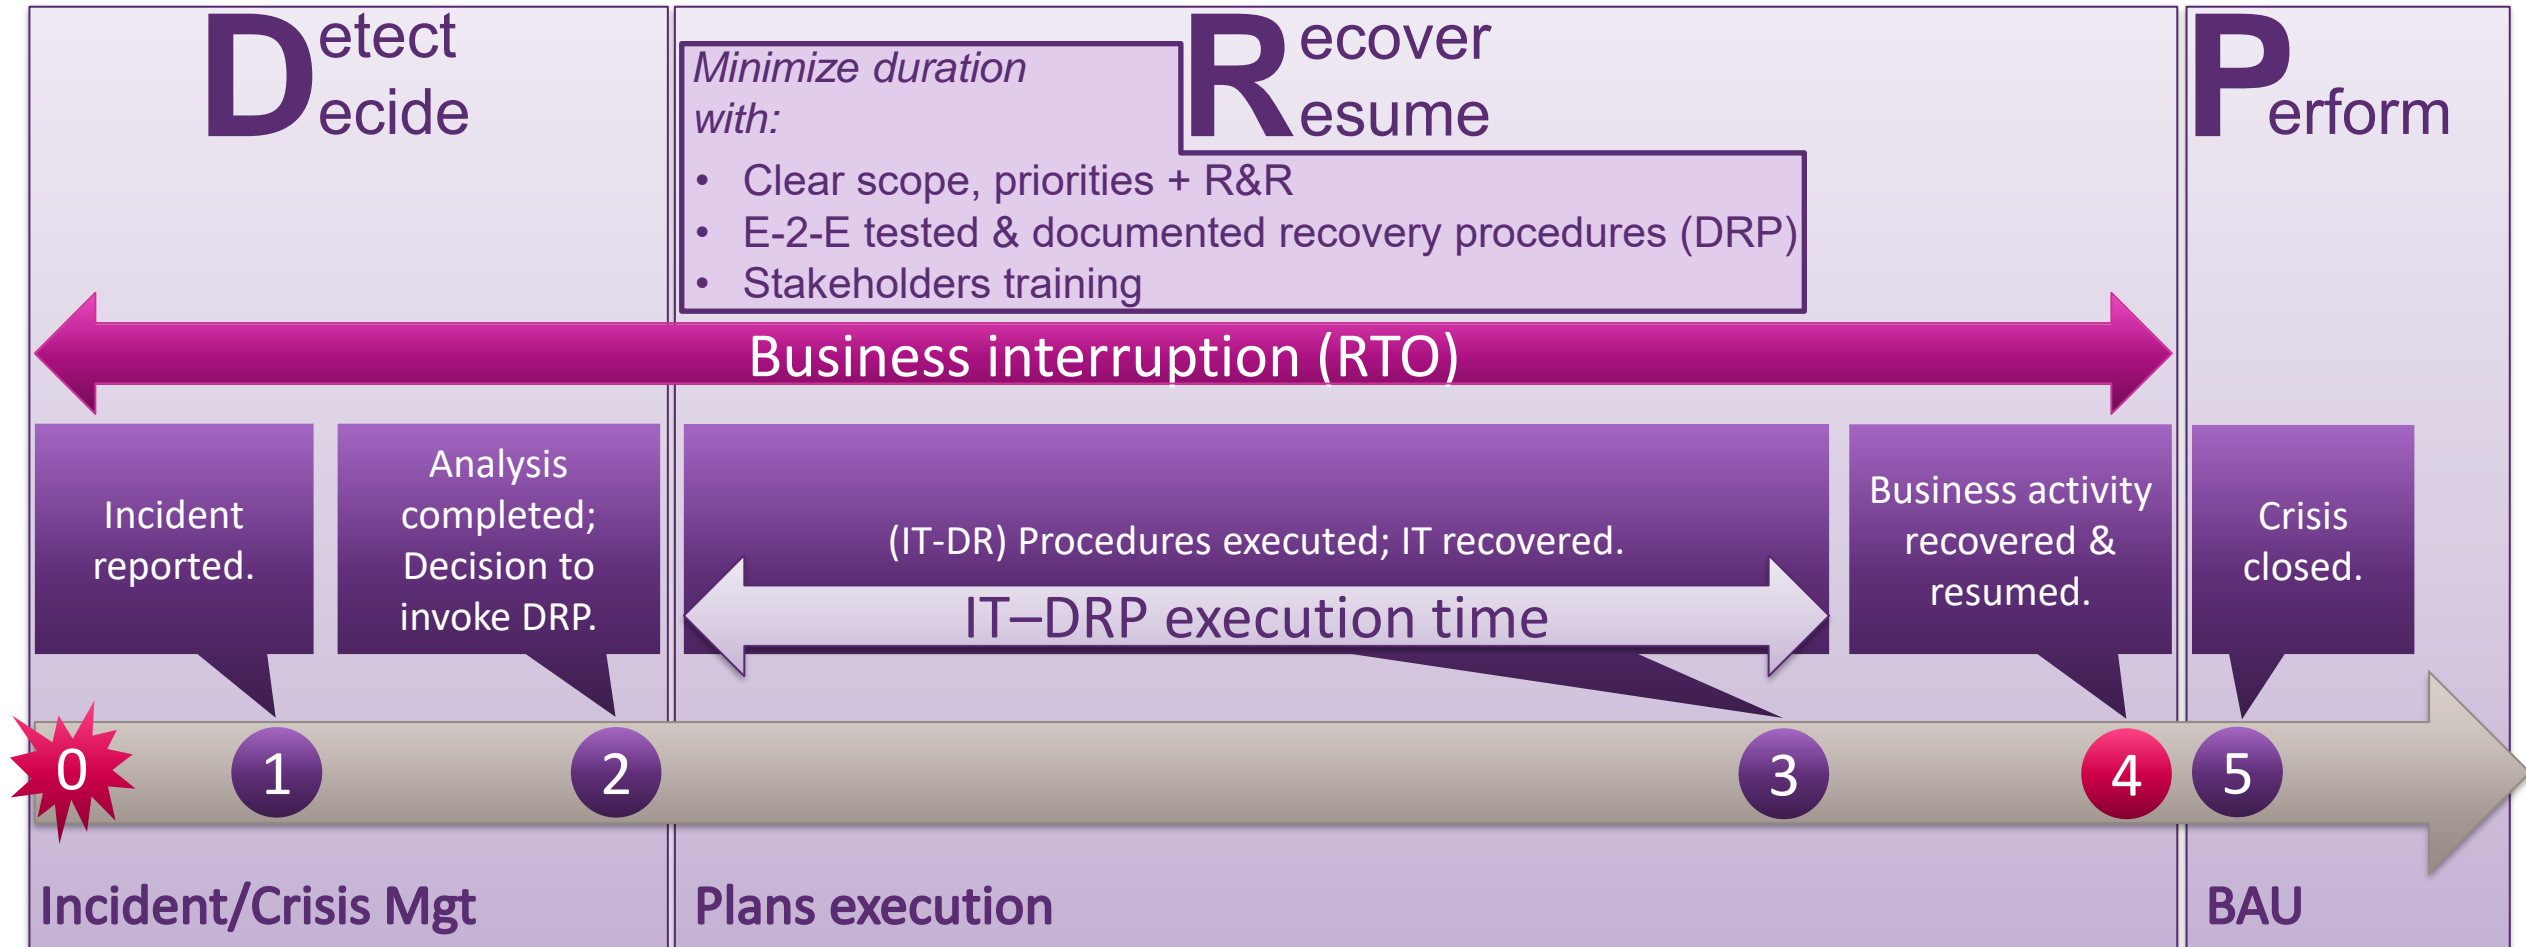 Detect
Decide
Recover
Resume
Perform
Minimize duration
with:
• Clear scope, priorities + R&R
• E-2-E tested & documented recovery procedures (DRP)
• Stakeholders training
Business interruption (RTO)
Incident
reported.
Analysis
completed;
Decision to
invoke DRP.
(IT-DR) Procedures executed; IT recovered.
IT–DRP execution time
Business activity
recovered &
resumed.
Crisis
closed.
0
1
2
3
4
5
Incident/Crisis Mgt
Plans execution
BAU